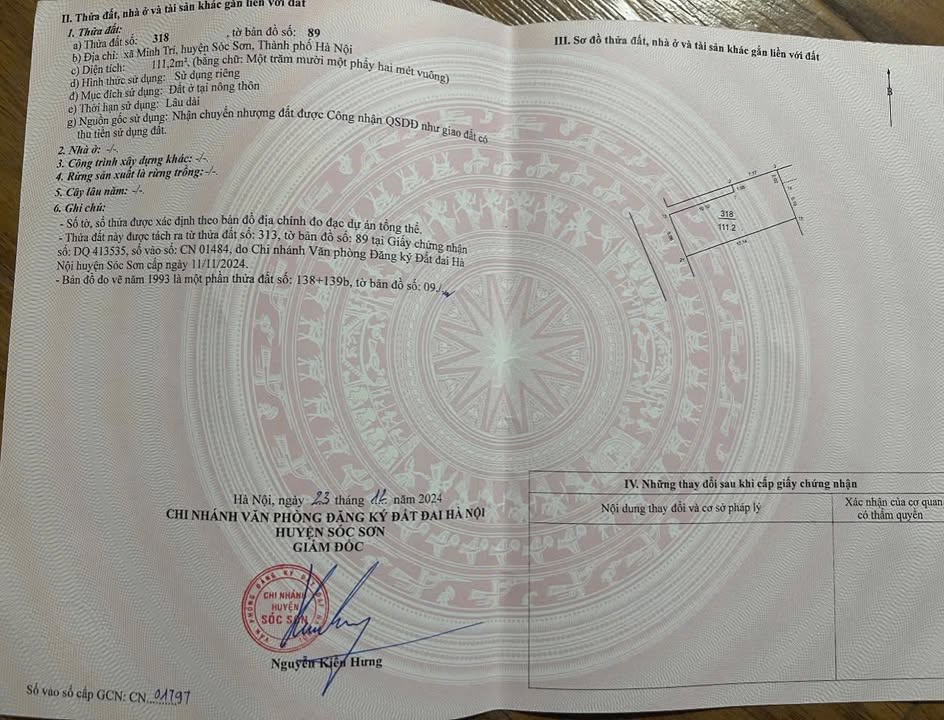 II. Thửa đất, nhà ở và tài sản khác gắn liền với đất
1. Thửa đất:
a) Thửa đất số: 318 , tờ bản đồ số: 89
b) Địa chỉ: xã Minh Trí, huyện Sóc Sơn, Thành phố Hà Nội
c) Diện tích: 111,2m², (bằng chữ: Một trăm mười một phẩy hai mét vuông)
d) Hình thức sử dụng: Sử dụng riêng
đ) Mục đích sử dụng: Đất ở tại nông thôn
e) Thời hạn sử dụng: Lâu dài
g) Nguồn gốc sử dụng: Nhận chuyển nhượng đất được Công nhận QSDĐ như giao đất có
thu tiền sử dụng đất.
2. Nhà ở: -/-.
3. Công trình xây dựng khác: -/-.
4. Rừng sản xuất là rừng trồng:-/-.
5. Cây lâu năm: -/-.
6. Ghi chú:
- Số tờ, số thửa được xác định theo bản đồ địa chính đo đạc dự án tổng thể.
- Thửa đất này được tách ra từ thửa đất số: 313, tờ bản đồ số: 89 tại Giấy chứng nhận
số: DQ 413535, số vào sổ: CN 01484, do Chi nhánh Văn phòng Đăng ký Đất đai Hà
Nội huyện Sóc Sơn cấp ngày 11/11/2024.
- Bản đồ đo vẽ năm 1993 là một phần thửa đất số: 138+139b, tờ bản đồ số: 09./.
Hà Nội, ngày 23 tháng 12 năm 2024
CHI NHÁNH VĂN PHÒNG ĐĂNG KÝ ĐẤT ĐAI HÀ NỘI
HUYỆN SÓC SƠN
GIÁM ĐỐC
CHI NHÁNH
HUYỆN
SÓC SƠN
Nguyễn Kiên Hưng
Số vào sổ cấp GCN: CN 01797
III. Sơ đồ thửa đất, nhà ở và tài sản khác gắn liền với đất
B
318
111.2
IV. Những thay đổi sau khi cấp giấy chứng nhận
Nội dung thay đổi và cơ sở pháp lý
Xác nhận của cơ quan
có thẩm quyền